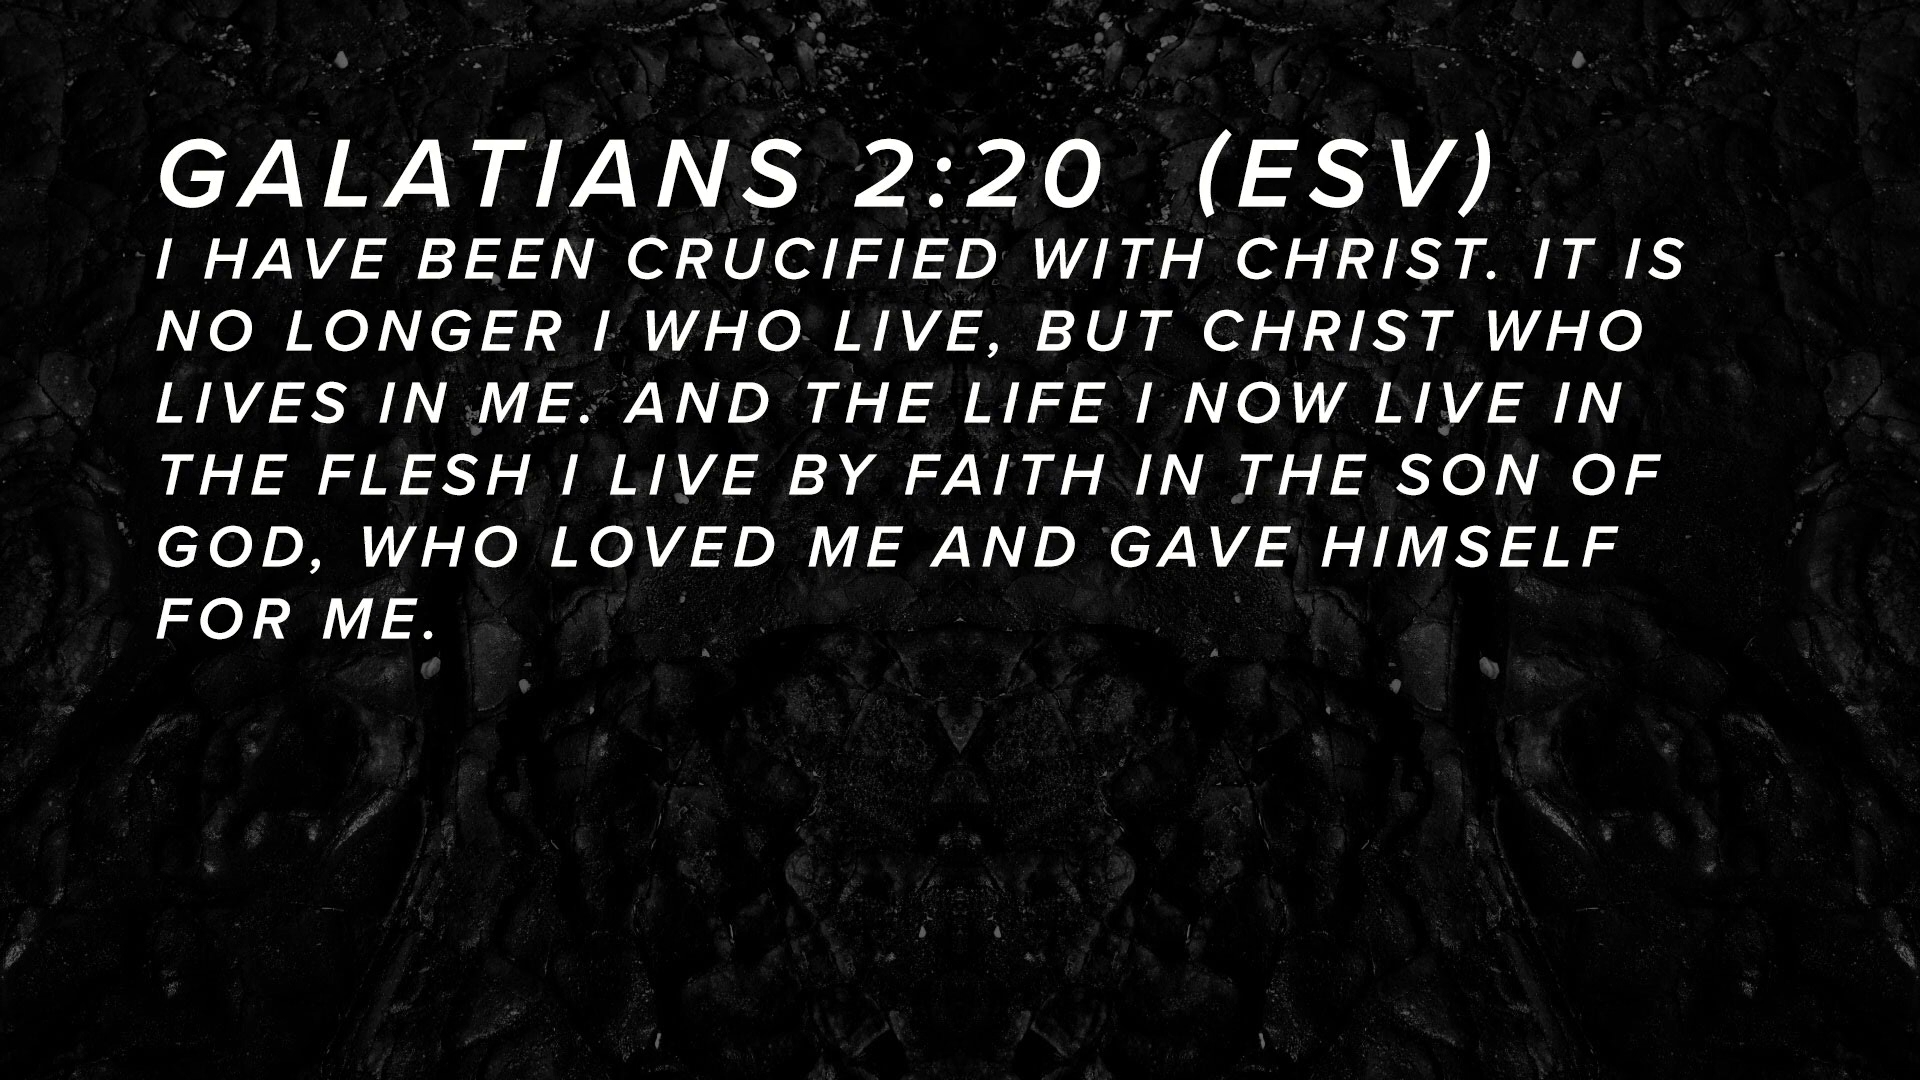 GALATIANS 2:20 (ESV)
I HAVE BEEN CRUCIFIED WITH CHRIST. IT IS
NO LONGER I WHO LIVE, BUT CHRIST WHO
LIVES IN ME. AND THE LIFE I NOW LIVE IN
THE FLESH I LIVE BY FAITH IN THE SON OF
GOD, WHO LOVED ME AND GAVE HIMSELF
FOR ME.